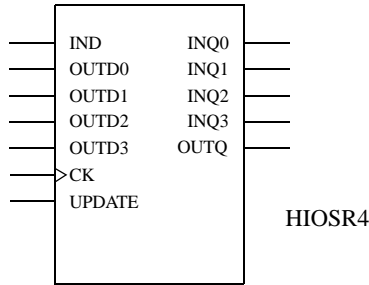 IND INQ0
OUTD0 INQ1
OUTD1 INQ2
OUTD2 INQ3
OUTD3 OUTQ
CK
UPDATE
HIOSR4